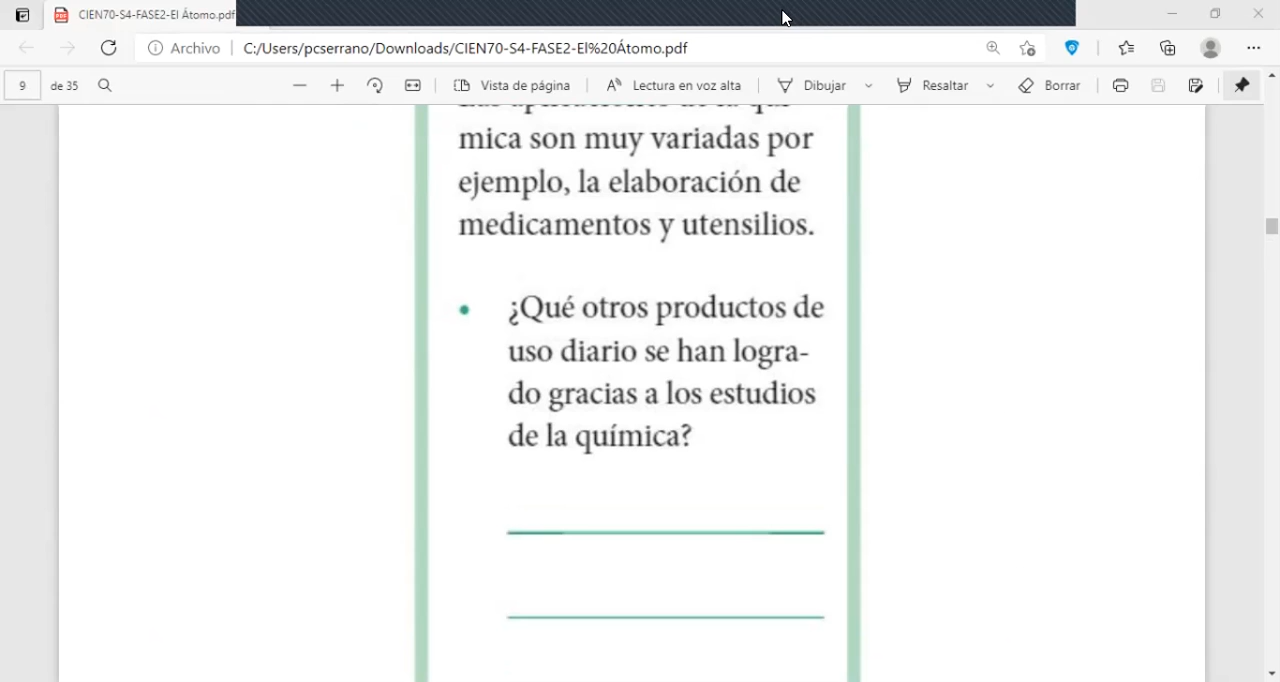 CIEN70-S4-FASE2-El Átomo.pdf
Archivo
C:/Users/pcserrano/Downloads/CIEN70-S4-FASE2-El%20Átomo.pdf
9 de 35
Vista de página
Lectura en voz alta
Dibujar
Resaltar
Borrar
mica son muy variadas por
ejemplo, la elaboración de
medicamentos y utensilios.
• ¿Qué otros productos de
uso diario se han logra-
do gracias a los estudios
de la química?